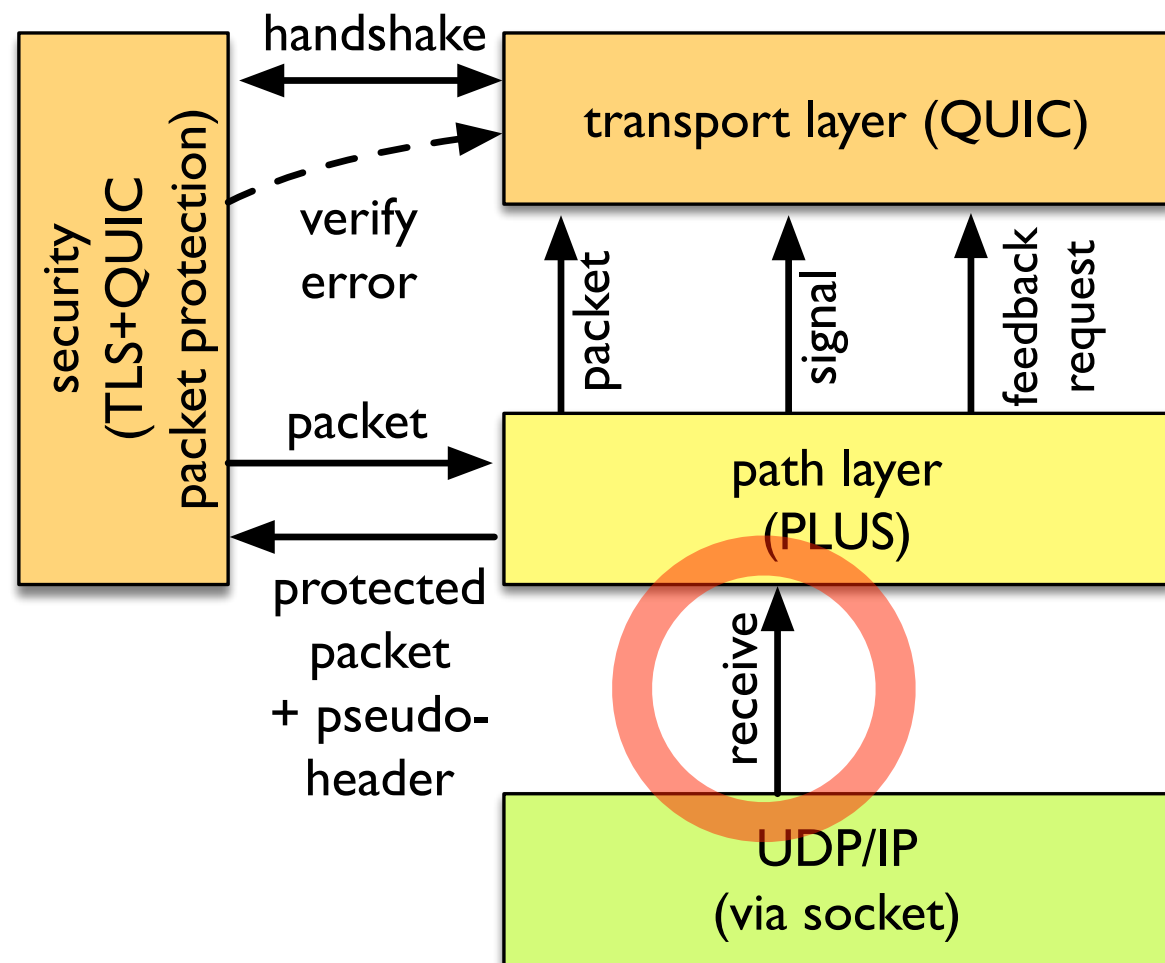 handshake
transport layer (QUIC)
security
(TLS+QUIC
packet protection)
verify
error
packet
signal
feedback
request
packet
path layer
(PLUS)
protected
packet
+ pseudo-
header
receive
UDP/IP
(via socket)